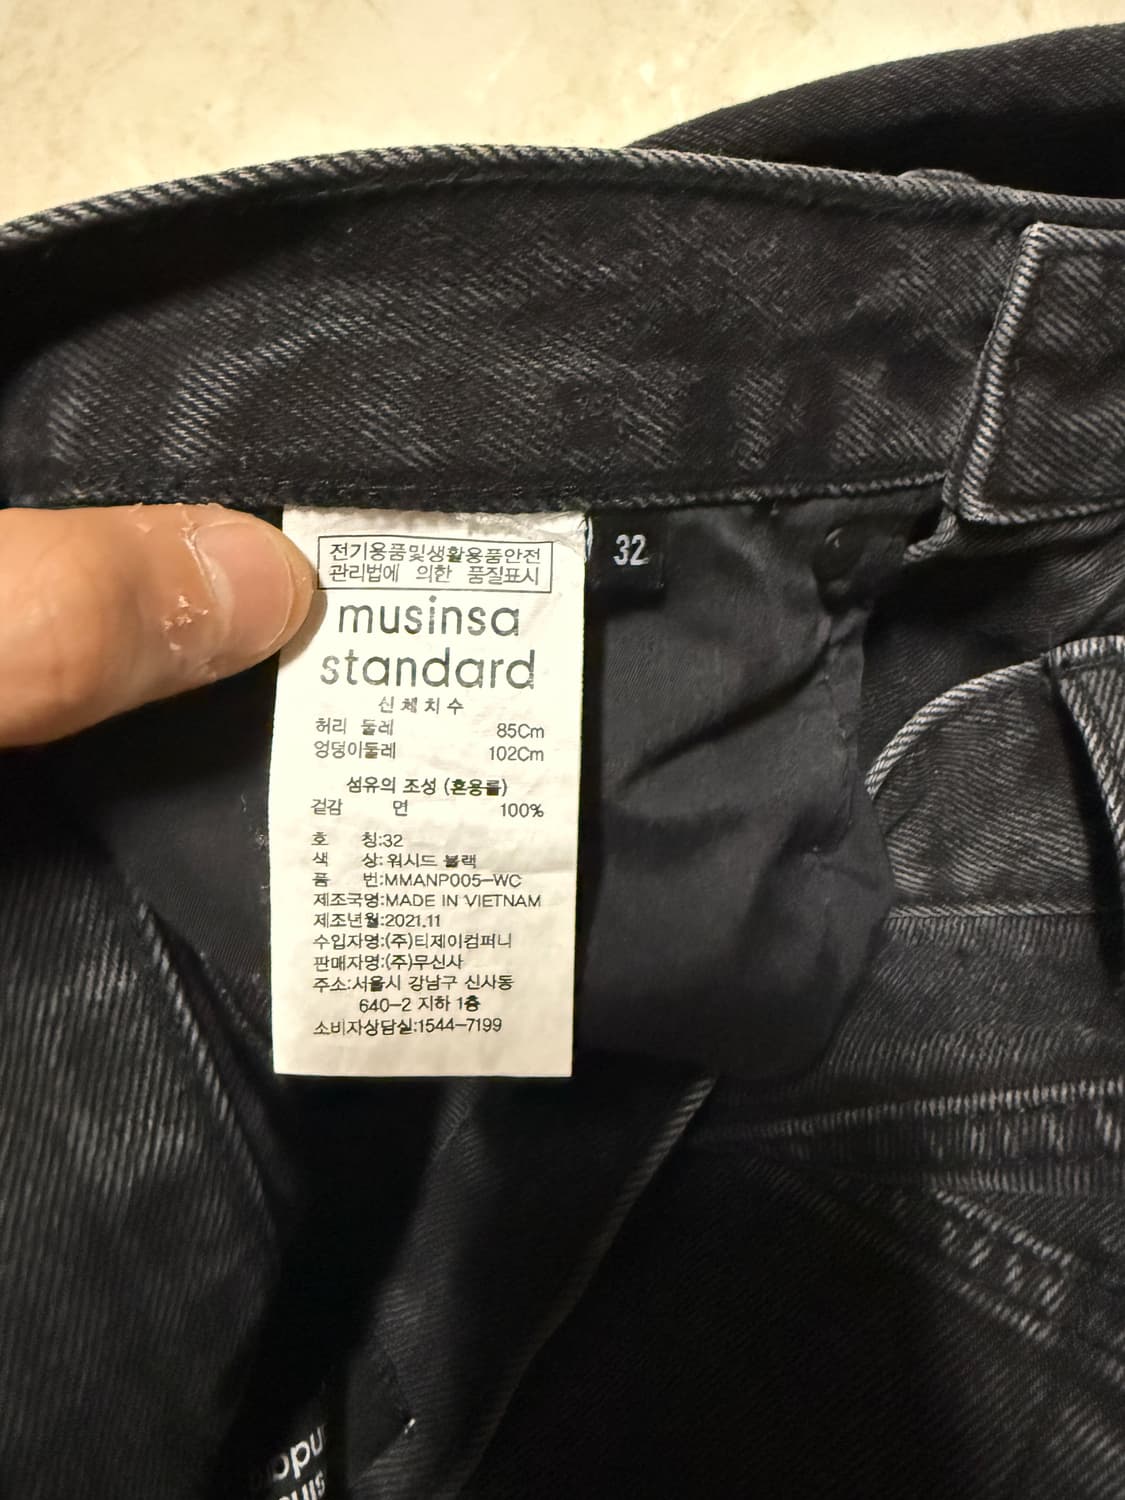 전기용품및생활용품안전
관리법에 의한 품질표시
musinsa
standard
신체치수
허리 둘레 85Cm
엉덩이둘레 102Cm
섬유의 조성 (혼용률)
겉감 면 100%
호 칭:32
색 상:워시드 블랙
품 번:MMANP005-WC
제조국명:MADE IN VIETNAM
제조년월:2021.11
수입자명:(주)티제이컴퍼니
판매자명:(주)무신사
주소:서울시 강남구 신사동
640-2 지하 1층
소비자상담실:1544-7199
32